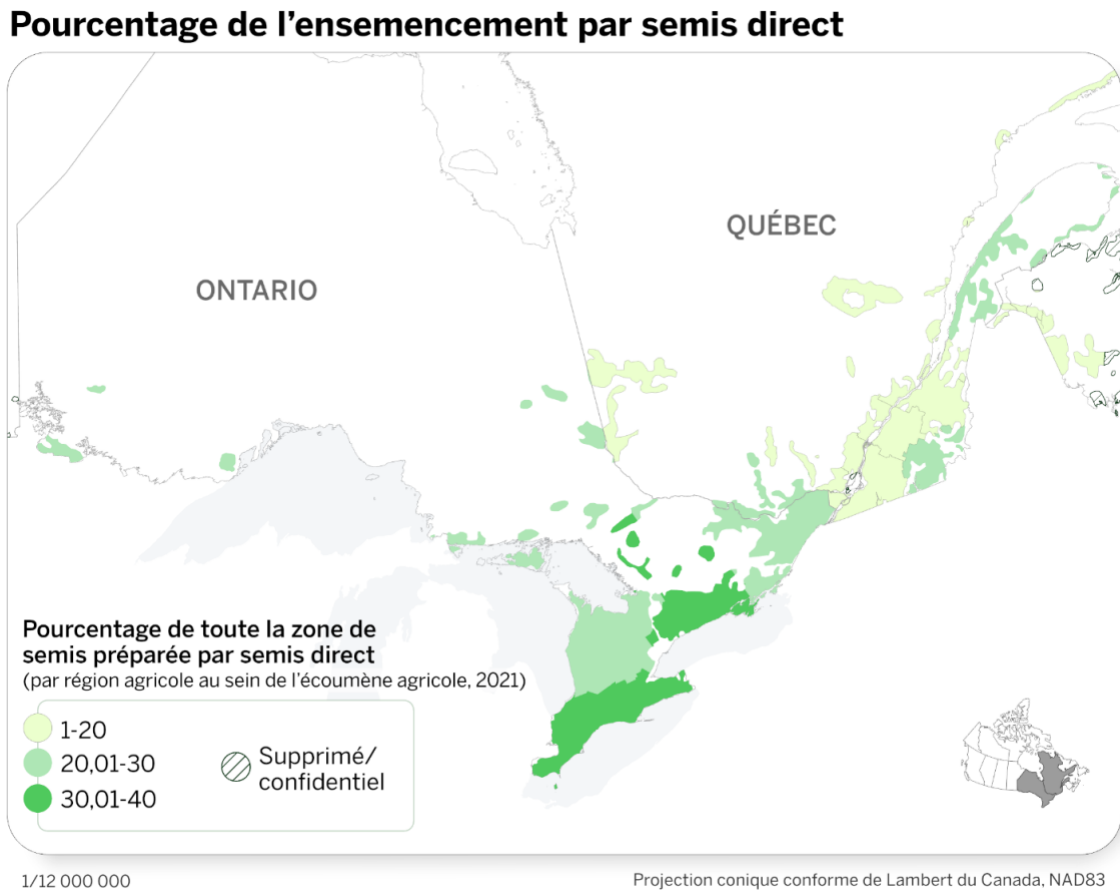 Pourcentage de l’ensemencement par semis direct
QUÉBEC
ONTARIO
Pourcentage de toute la zone de
semis préparée par semis direct
(par région agricole au sein de l’écoumène agricole, 2021)
1-20
20,01-30
30,01-40
Supprimé/
confidentiel
1/12 000 000
Projection conique conforme de Lambert du Canada, NAD83